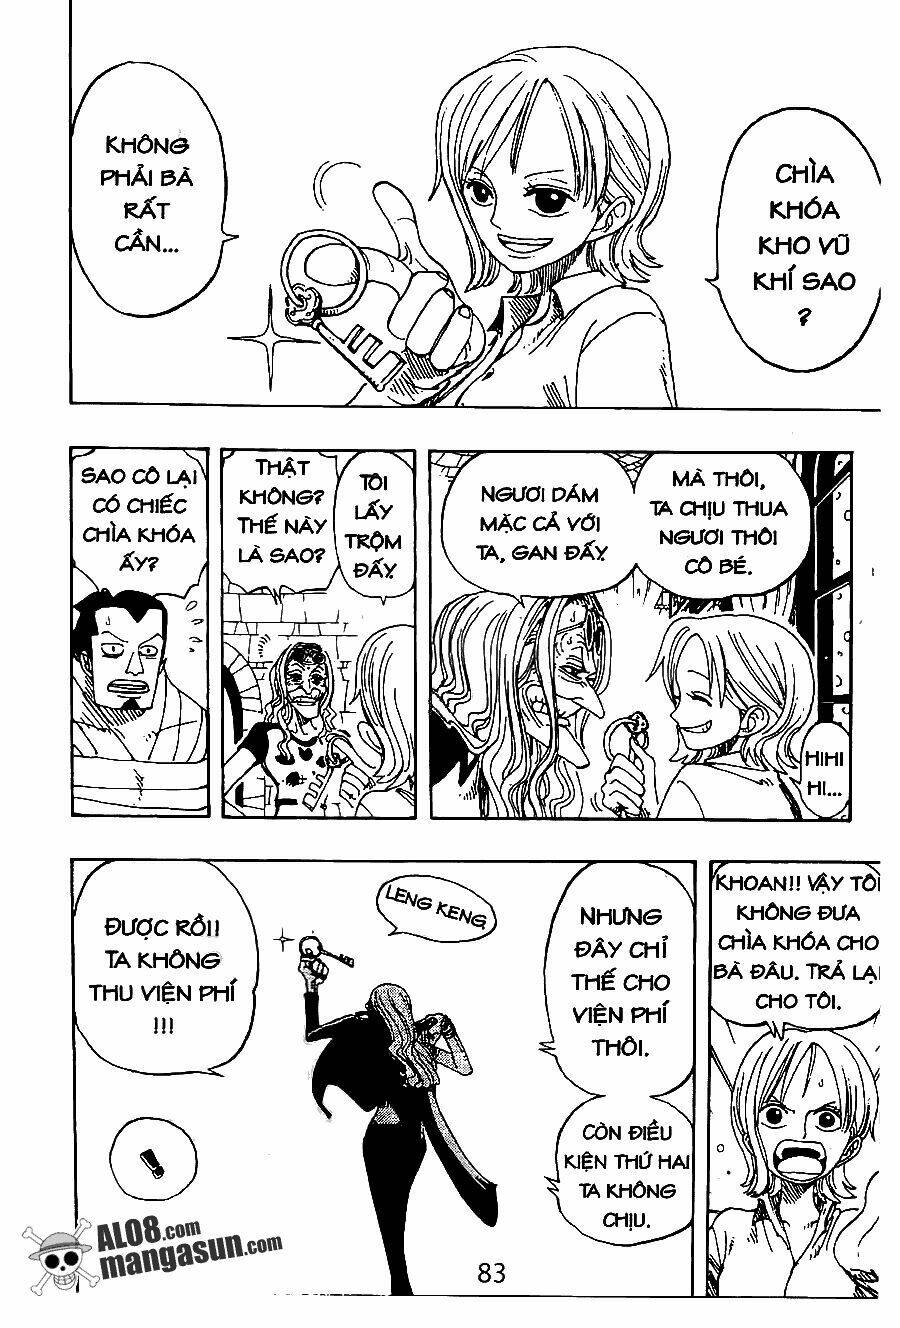 CHÌA
KHÓA
KHO VŨ
KHÍ SAO
?
KHÔNG
PHẢI BÀ
RẤT
CẦN...
MÀ THÔI,
TA CHỊU THUA
NGƯƠI THÔI
CÔ BÉ.
NGƯƠI DÁM
MẶC CẢ VỚI
TA, GAN ĐẤY.
HIHI
HI...
TÔI
LẤY
TRỘM
ĐẤY.
THẬT
KHÔNG?
THẾ NÀY
LÀ SAO?
SAO CÔ LẠI
CÓ CHIẾC
CHÌA KHÓA
ẤY?
KHOAN!! VẬY TÔI
KHÔNG ĐƯA
CHÌA KHÓA CHO
BÀ ĐÂU. TRẢ LẠI
CHO TÔI.
NHƯNG
ĐÂY CHỈ
THẾ CHO
VIỆN PHÍ
THÔI.
CÒN ĐIỀU
KIỆN THỨ HAI
TA KHÔNG
CHỊU.
LENG KENG.
ĐƯỢC RỒI!
TA KHÔNG
THU VIỆN PHÍ
!!!
!
AL08.com
mangasun.com
83